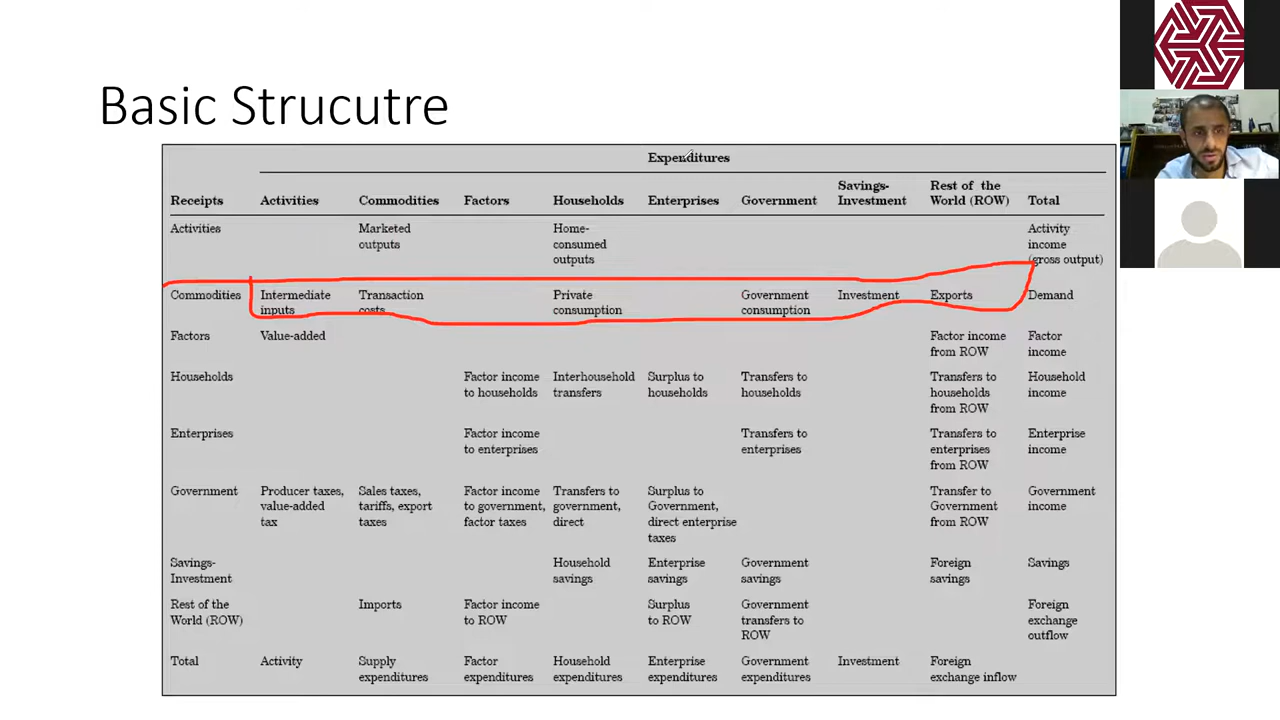 Basic Strucutre
Expenditures
Receipts Activities Commodities Factors Households Enterprises Government Savings-Investment Rest of the World (ROW) Total
Activities Marketed outputs Home-consumed outputs Activity income (gross output)
Commodities Intermediate inputs Transaction costs Private consumption Government consumption Investment Exports Demand
Factors Value-added Factor income from ROW Factor income
Households Factor income to households Interhousehold transfers Surplus to households Transfers to households Transfers to households from ROW Household income
Enterprises Factor income to enterprises Transfers to enterprises Transfers to enterprises from ROW Enterprise income
Government Producer taxes, value-added tax Sales taxes, tariffs, export taxes Factor income to government, factor taxes Transfers to government, direct Surplus to Government, direct enterprise taxes Transfer to Government from ROW Government income
Savings-Investment Household savings Enterprise savings Government savings Foreign savings Savings
Rest of the World (ROW) Imports Factor income to ROW Surplus to ROW Government transfers to ROW Foreign exchange outflow
Total Activity Supply expenditures Factor expenditures Household expenditures Enterprise expenditures Government expenditures Investment Foreign exchange inflow